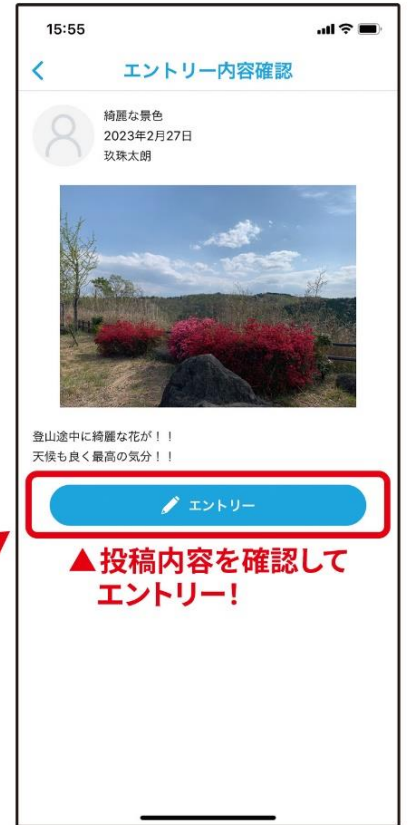 15:55
エントリー内容確認
綺麗な景色
2023年2月27日
玖珠太朗
登山途中に綺麗な花が！！
天候も良く最高の気分！！
エントリー
▲投稿内容を確認して
エントリー！